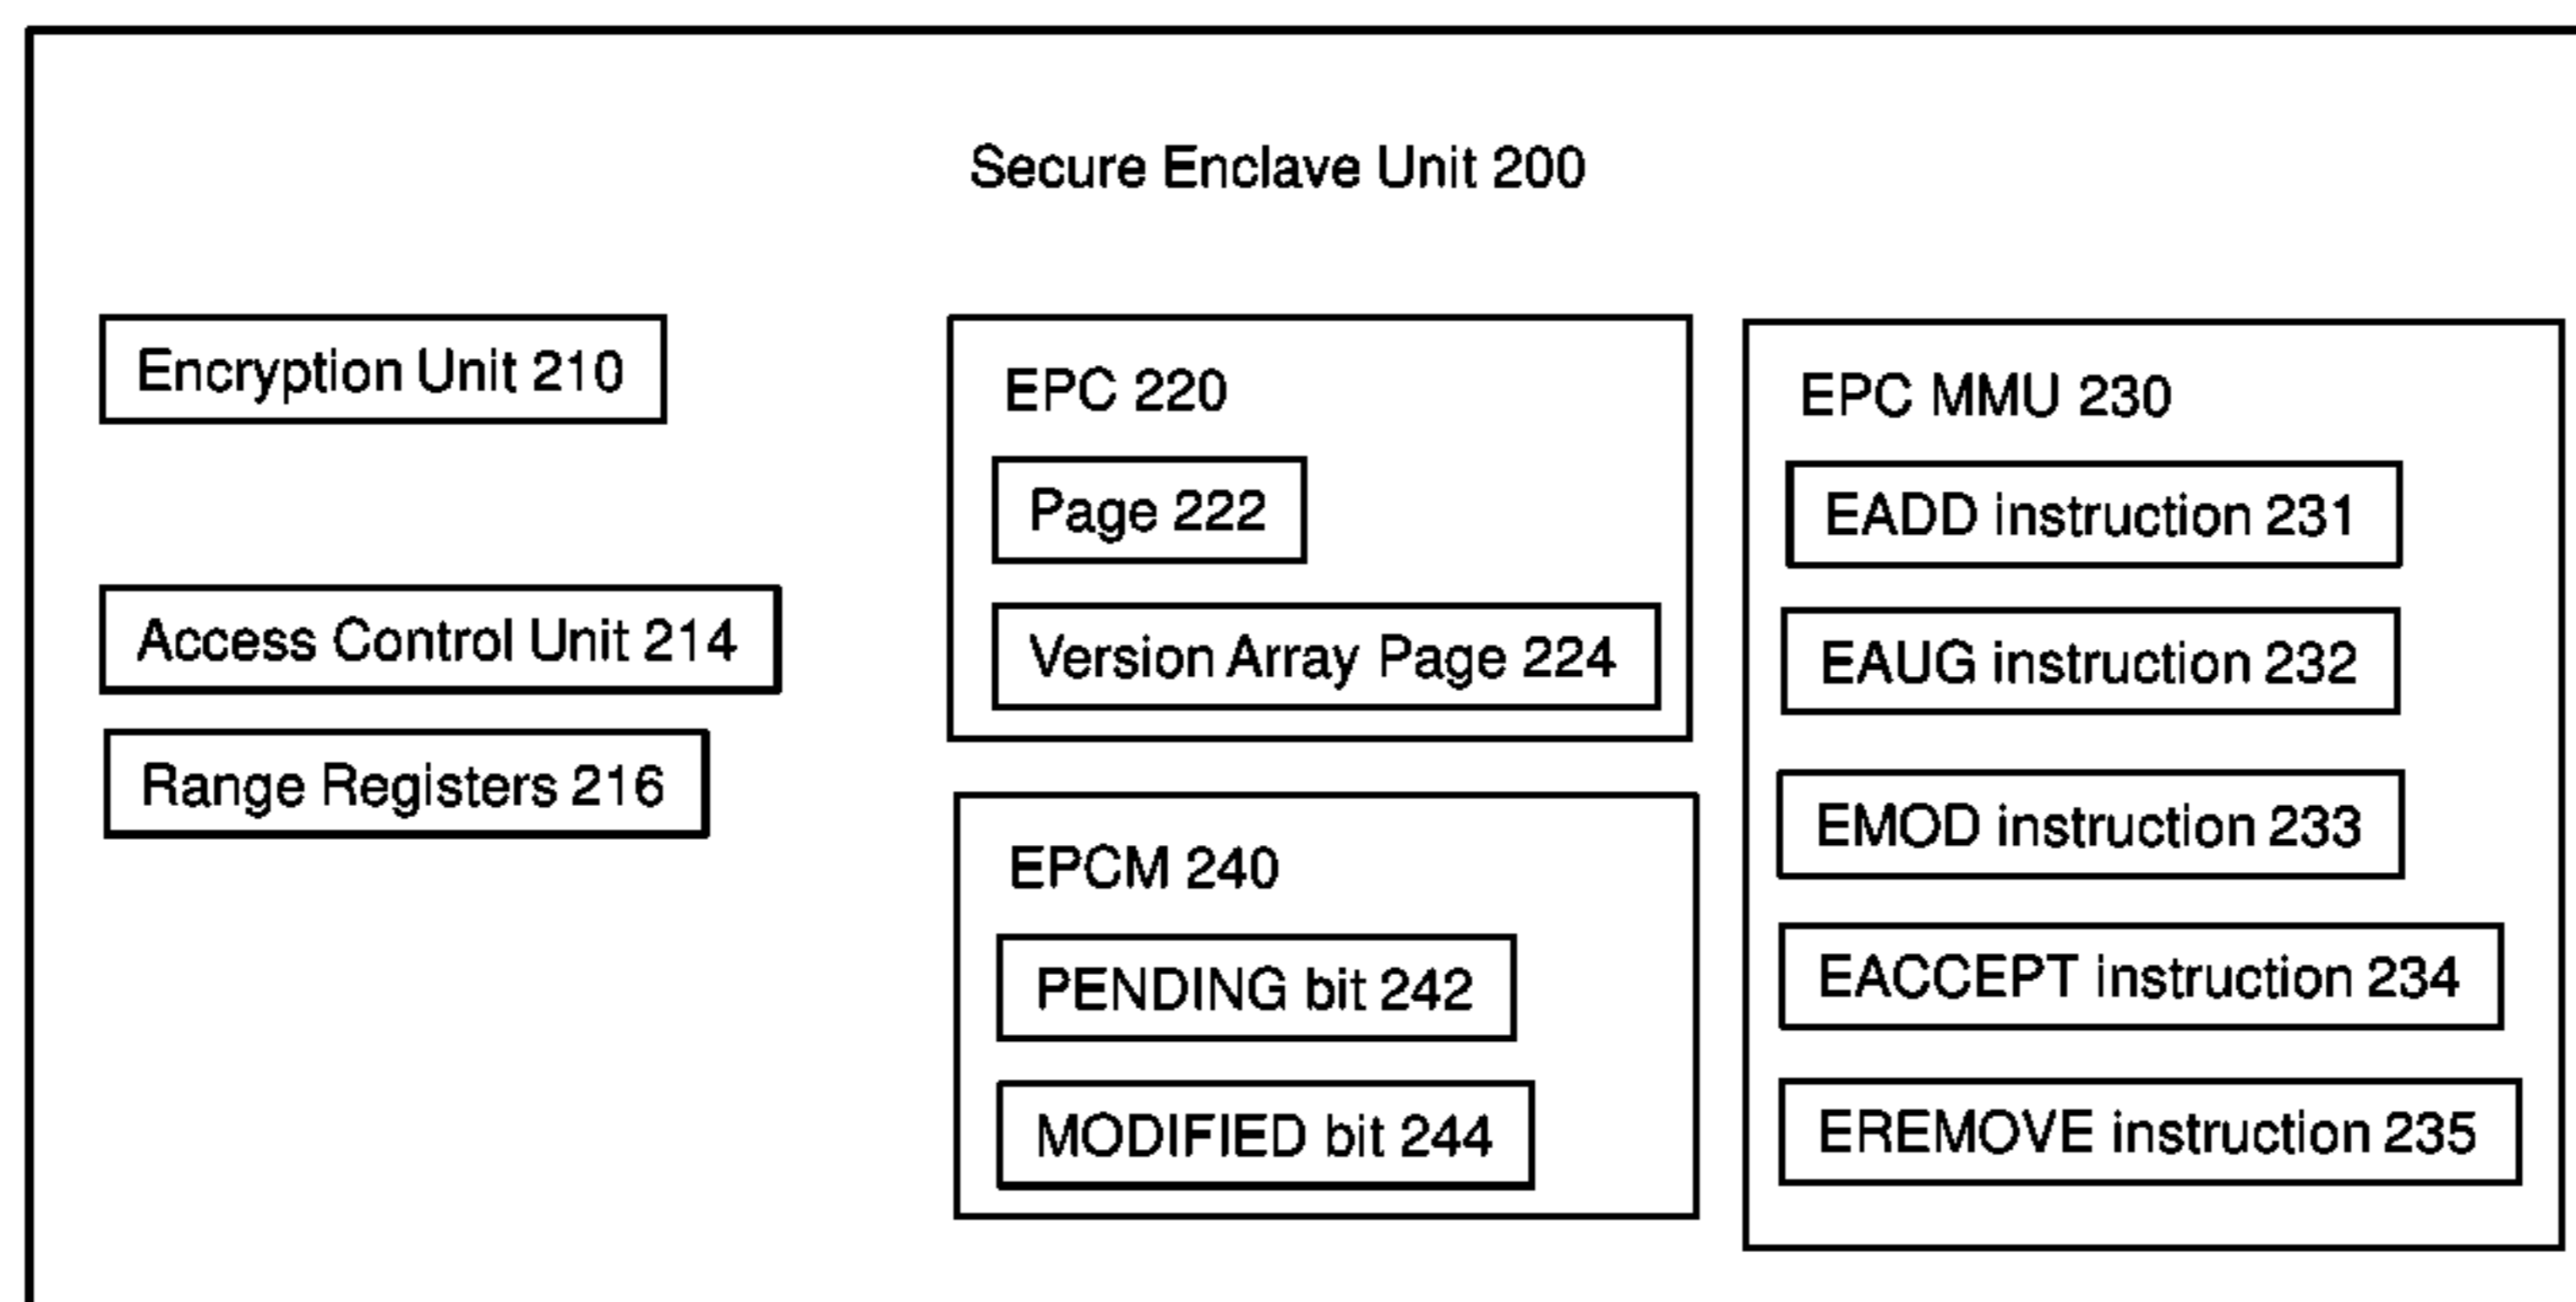 Secure Enclave Unit 200
Encryption Unit 210
Access Control Unit 214
Range Registers 216
EPC 220
Page 222
Version Array Page 224
EPCM 240
PENDING bit 242
MODIFIED bit 244
EPC MMU 230
EADD instruction 231
EAUG instruction 232
EMOD instruction 233
EACCEPT instruction 234
EREMOVE instruction 235